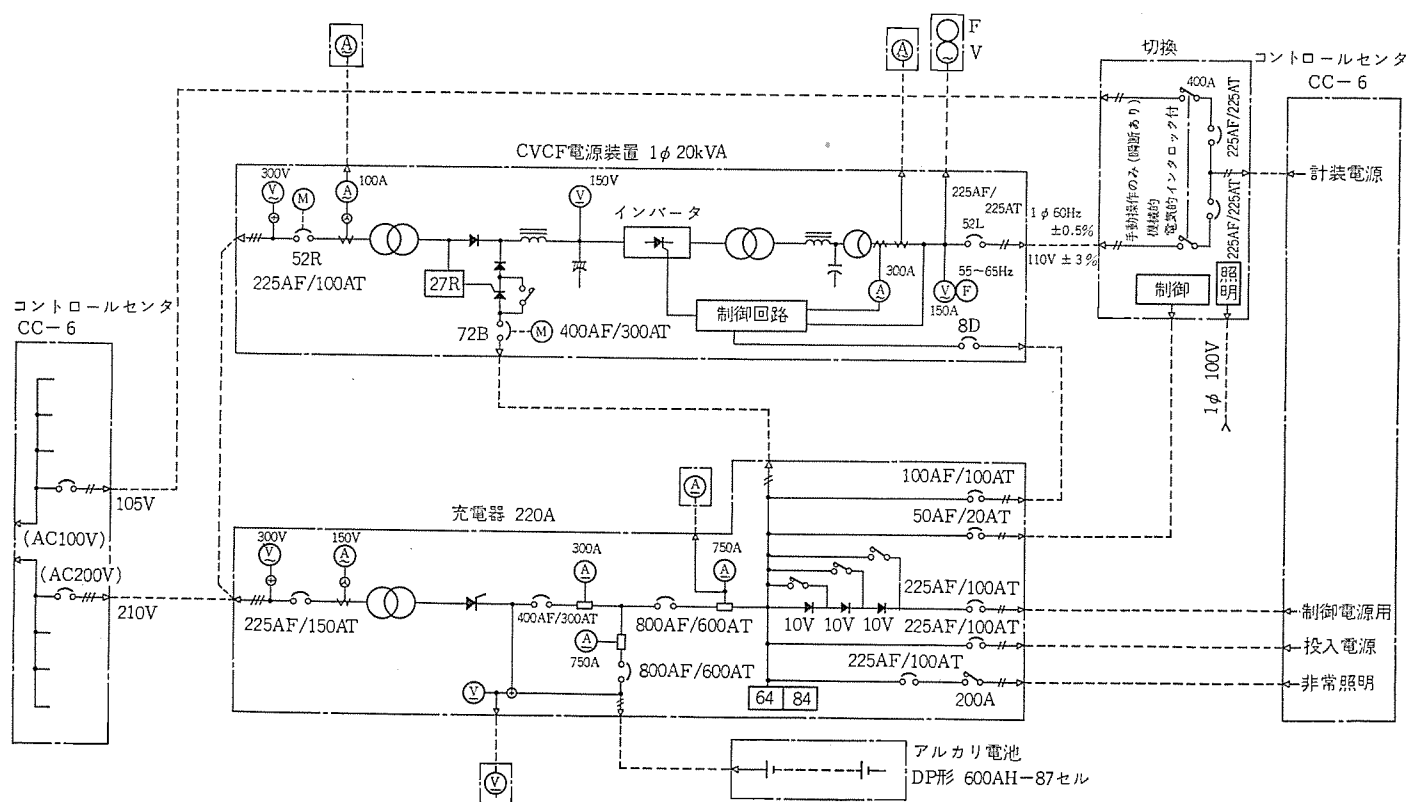 A
A
F
V
切換
コントロールセンタ
CC-6
400A
手動操作のみ(瞬断あり)
機械的
電気的インタロック付
225AF/225AT
225AF/225AT
計装電源
制御
照明
1φ 100V
CVCF電源装置 1φ 20kVA
300V
V
M
100A
A
52R
225AF/100AT
27R
72B
M
400AF/300AT
150V
V
インバータ
制御回路
300A
A
225AF/
225AT
52L
55~65Hz
V
F
150A
8D
1φ 60Hz
±0.5%
110V ±3%
コントロールセンタ
CC-6
105V
(AC100V)
(AC200V)
210V
充電器 220A
300V
V
150V
A
225AF/150AT
300A
A
400AF/300AT
A
750A
A
800AF/600AT
A
750A
800AF/600AT
V
V
100AF/100AT
50AF/20AT
10V
10V
10V
225AF/100AT
225AF/100AT
225AF/100AT
200A
64
84
制御電源用
投入電源
非常照明
アルカリ電池
DP形 600AH-87セル